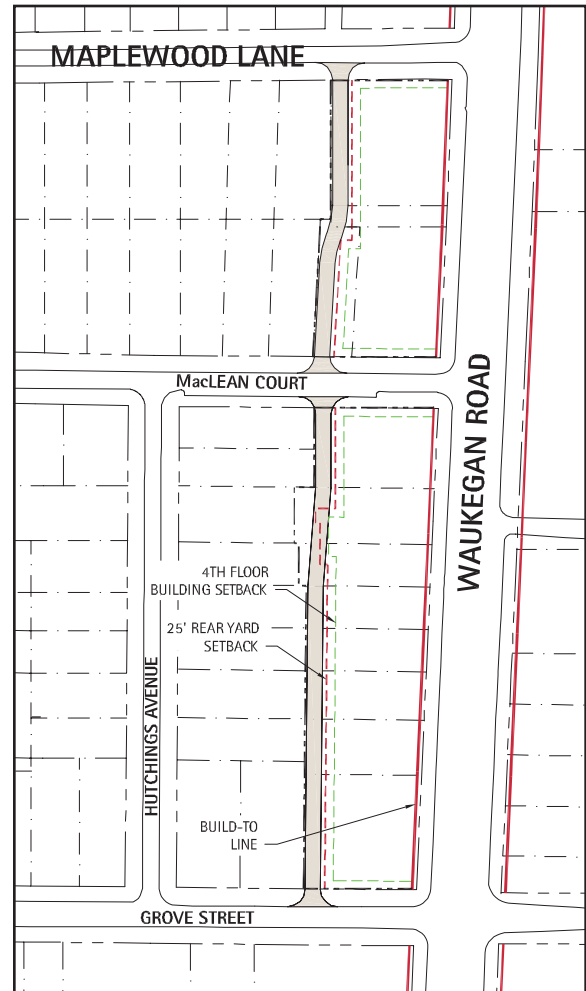 MAPLEWOOD LANE
MacLEAN COURT
WAUKEGAN ROAD
4TH FLOOR
BUILDING SETBACK
25' REAR YARD
SETBACK
HUTCHINGS AVENUE
BUILD-TO
LINE
GROVE STREET